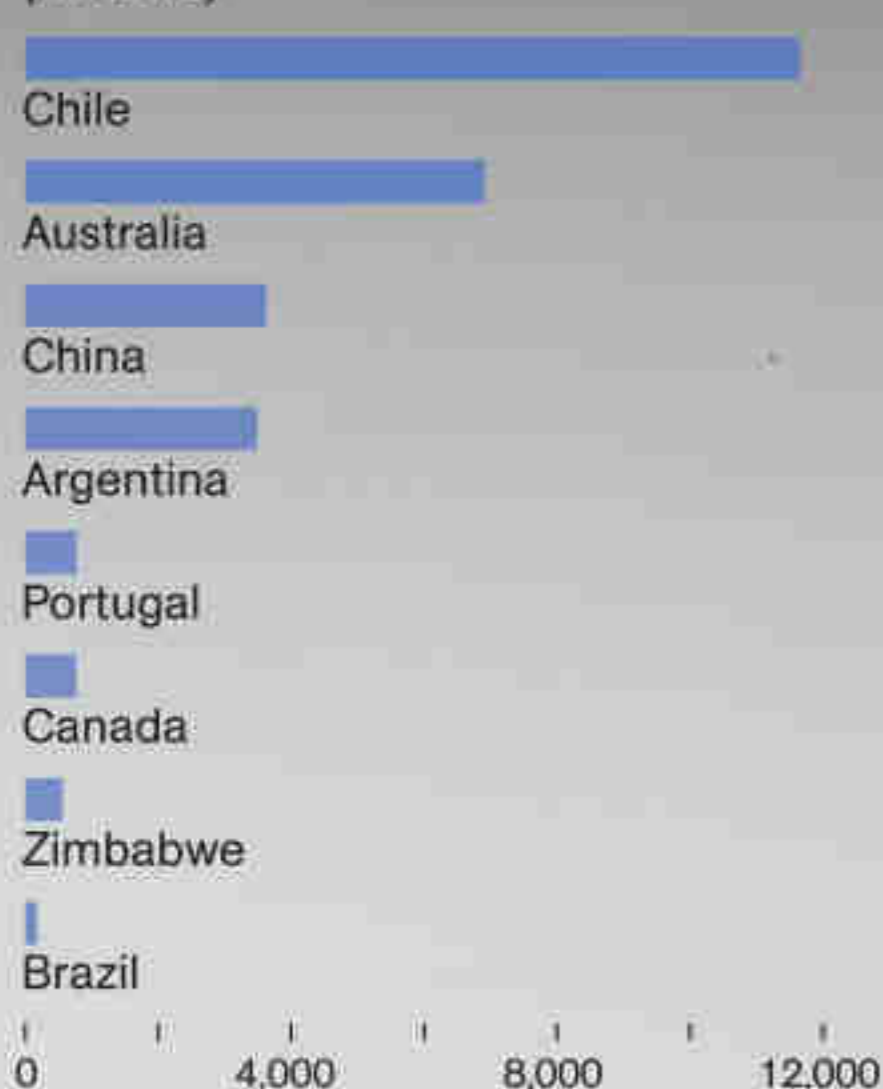 Chile
Australia
China
Argentina
Portugal
Canada
Zimbabwe
Brazil
0 4,000 8,000 12,000